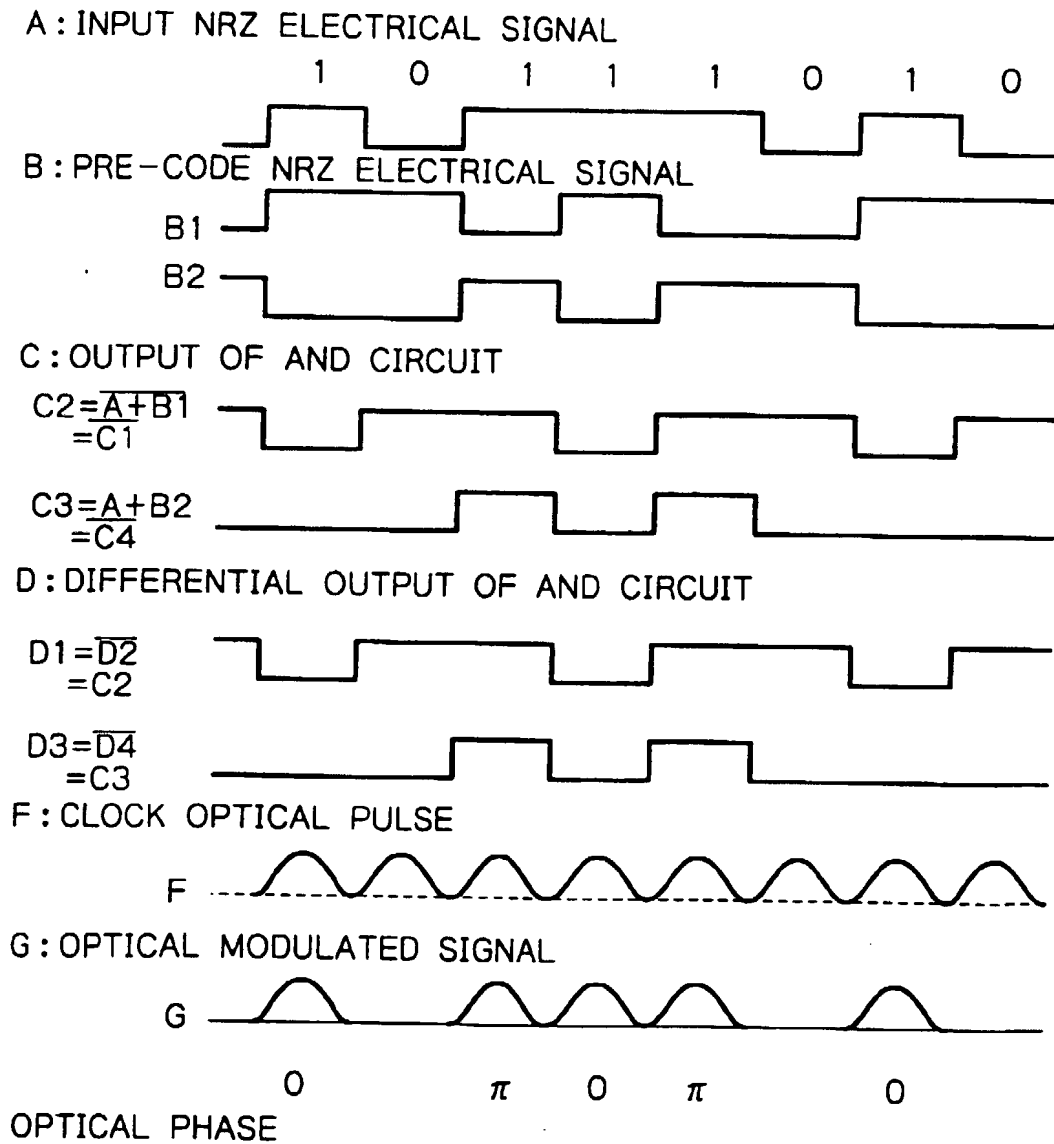 A : INPUT NRZ ELECTRICAL SIGNAL
1 0 1 1 1 0 1 0
B : PRE-CODE NRZ ELECTRICAL SIGNAL
B1
B2
C : OUTPUT OF AND CIRCUIT
C2=A+B1
=C1
C3=A+B2
=C4
D : DIFFERENTIAL OUTPUT OF AND CIRCUIT
D1=D2
=C2
D3=D4
=C3
F : CLOCK OPTICAL PULSE
F
G : OPTICAL MODULATED SIGNAL
G
0 π 0 π 0
OPTICAL PHASE